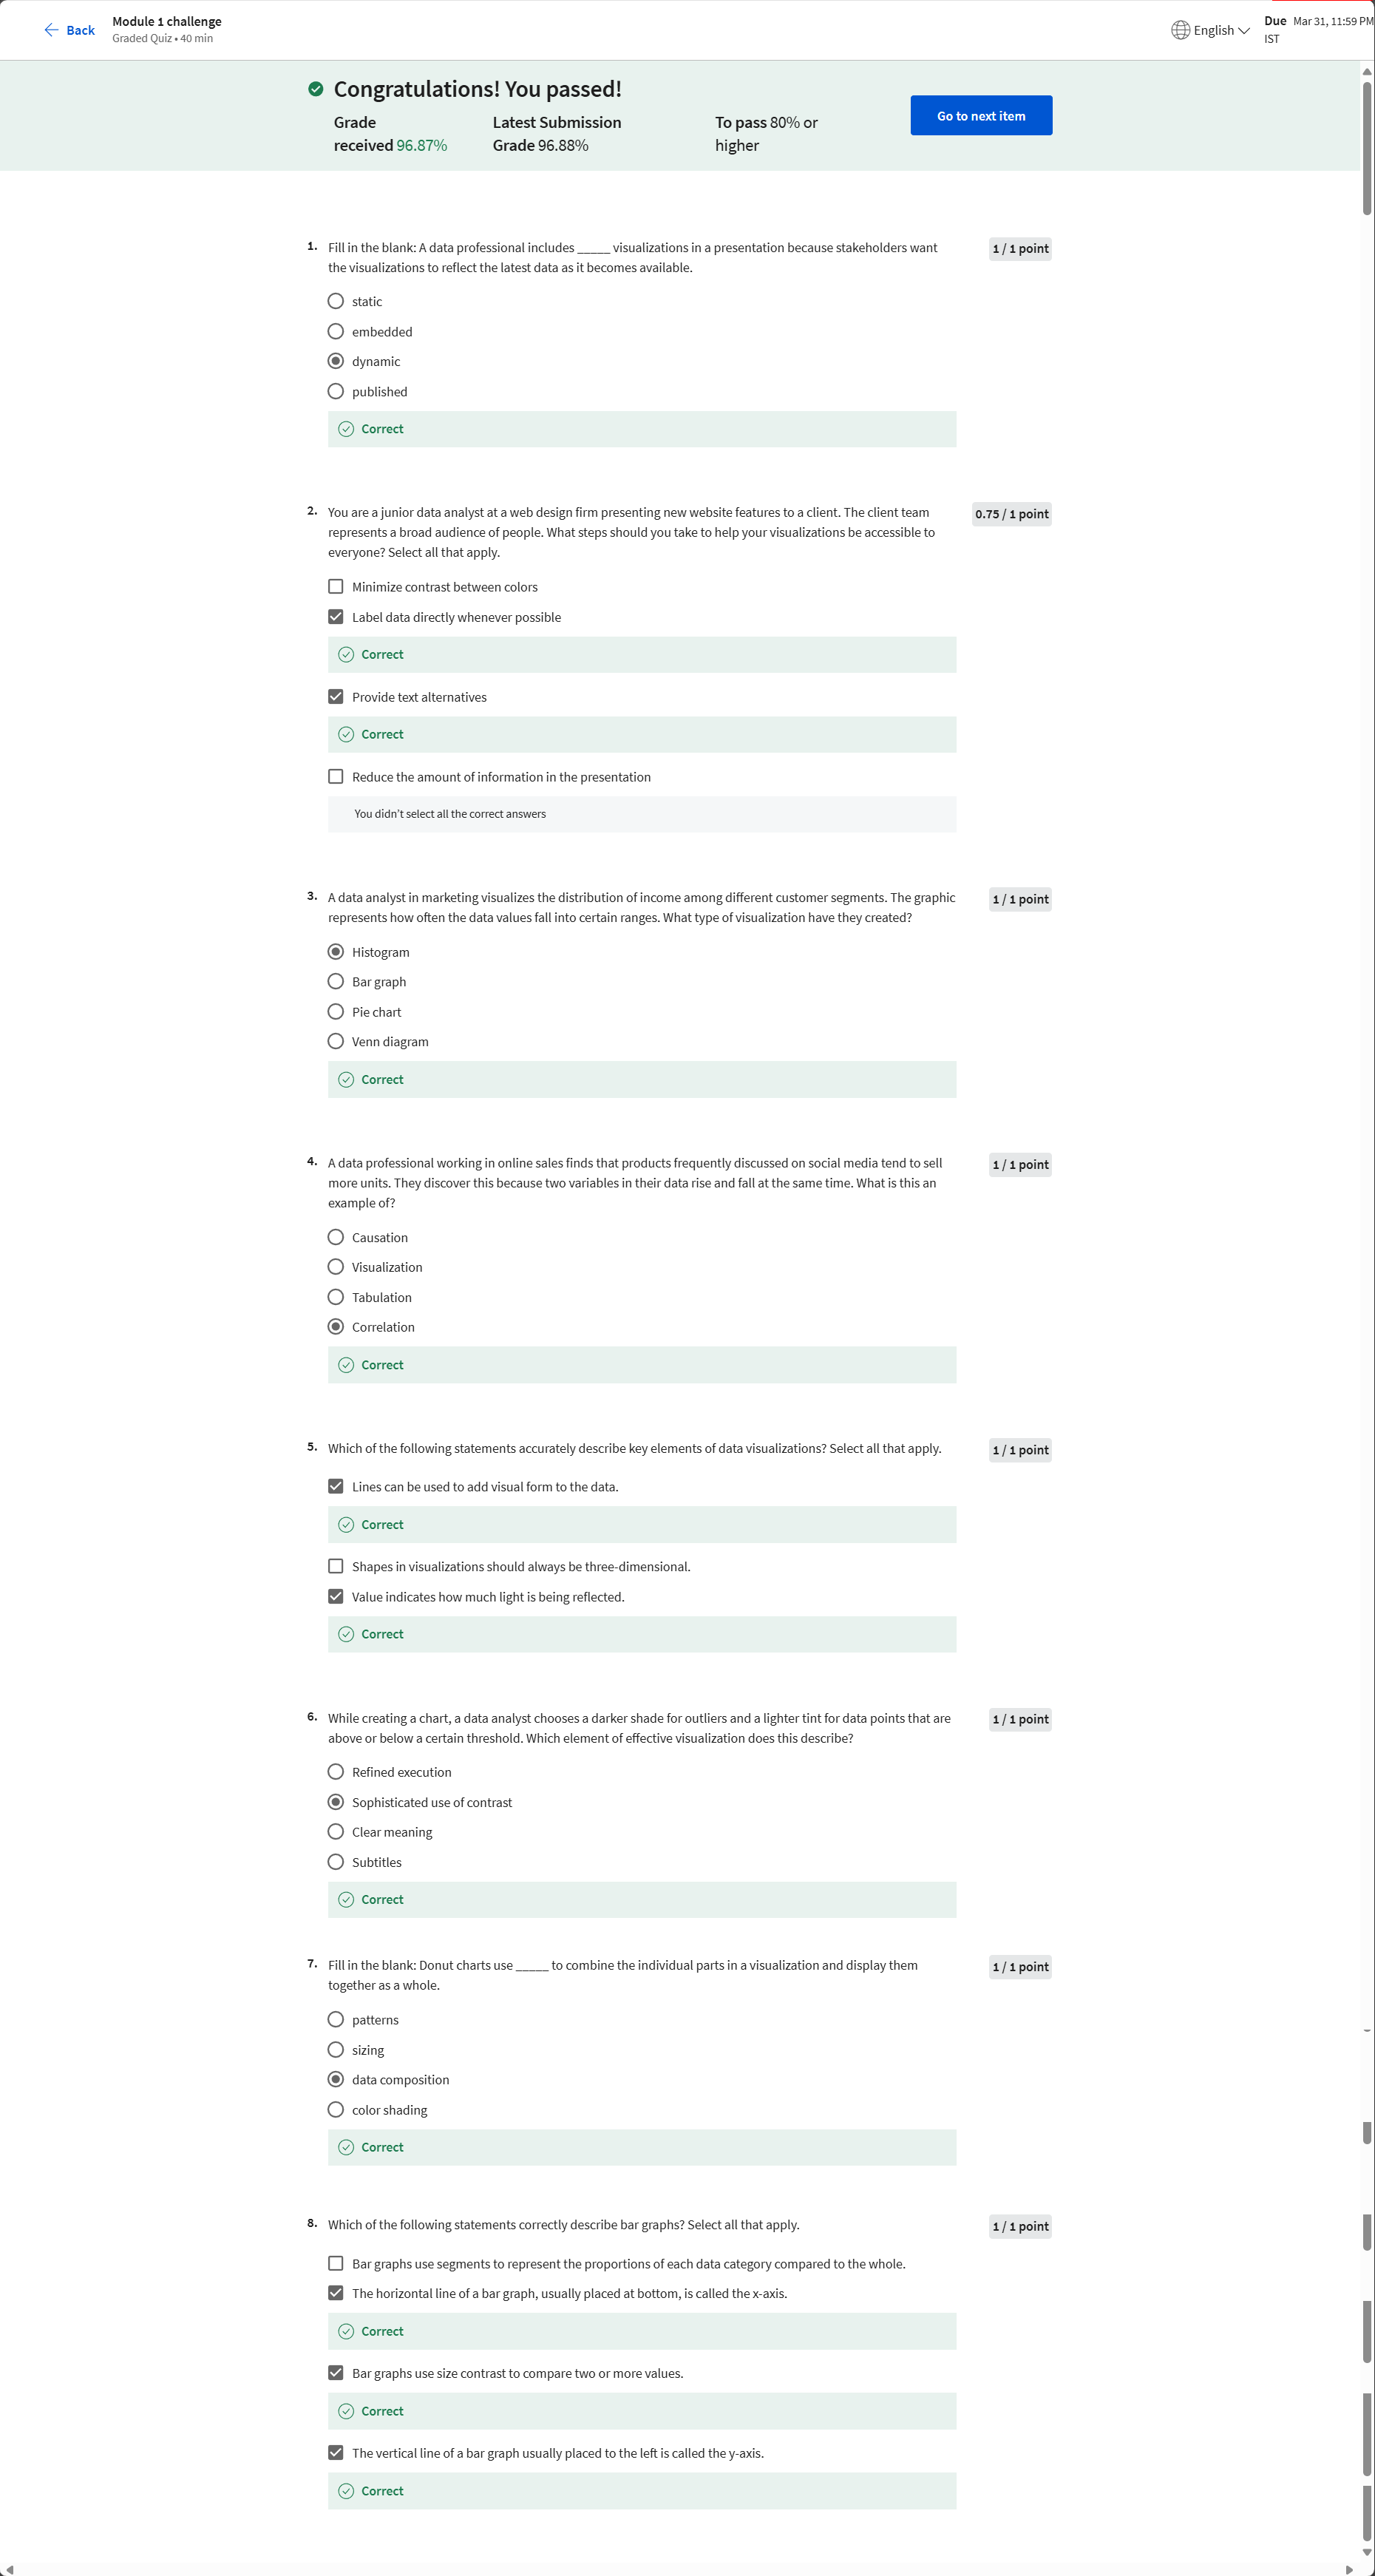 Back
Module 1 challenge
Graded Quiz • 40 min
English
Due Mar 31, 11:59 PM
IST
Congratulations! You passed!
Grade
received 96.87%
Latest Submission
Grade 96.88%
To pass 80% or
higher
Go to next item
1. Fill in the blank: A data professional includes _____ visualizations in a presentation because stakeholders want
the visualizations to reflect the latest data as it becomes available.
1 / 1 point
static
embedded
dynamic
published
Correct
2. You are a junior data analyst at a web design firm presenting new website features to a client. The client team
represents a broad audience of people. What steps should you take to help your visualizations be accessible to
everyone? Select all that apply.
0.75 / 1 point
Minimize contrast between colors
Label data directly whenever possible
Correct
Provide text alternatives
Correct
Reduce the amount of information in the presentation
You didn't select all the correct answers
3. A data analyst in marketing visualizes the distribution of income among different customer segments. The graphic
represents how often the data values fall into certain ranges. What type of visualization have they created?
1 / 1 point
Histogram
Bar graph
Pie chart
Venn diagram
Correct
4. A data professional working in online sales finds that products frequently discussed on social media tend to sell
more units. They discover this because two variables in their data rise and fall at the same time. What is this an
example of?
1 / 1 point
Causation
Visualization
Tabulation
Correlation
Correct
5. Which of the following statements accurately describe key elements of data visualizations? Select all that apply.
1 / 1 point
Lines can be used to add visual form to the data.
Correct
Shapes in visualizations should always be three-dimensional.
Value indicates how much light is being reflected.
Correct
6. While creating a chart, a data analyst chooses a darker shade for outliers and a lighter tint for data points that are
above or below a certain threshold. Which element of effective visualization does this describe?
1 / 1 point
Refined execution
Sophisticated use of contrast
Clear meaning
Subtitles
Correct
7. Fill in the blank: Donut charts use _____ to combine the individual parts in a visualization and display them
together as a whole.
1 / 1 point
patterns
sizing
data composition
color shading
Correct
8. Which of the following statements correctly describe bar graphs? Select all that apply.
1 / 1 point
Bar graphs use segments to represent the proportions of each data category compared to the whole.
The horizontal line of a bar graph, usually placed at bottom, is called the x-axis.
Correct
Bar graphs use size contrast to compare two or more values.
Correct
The vertical line of a bar graph usually placed to the left is called the y-axis.
Correct